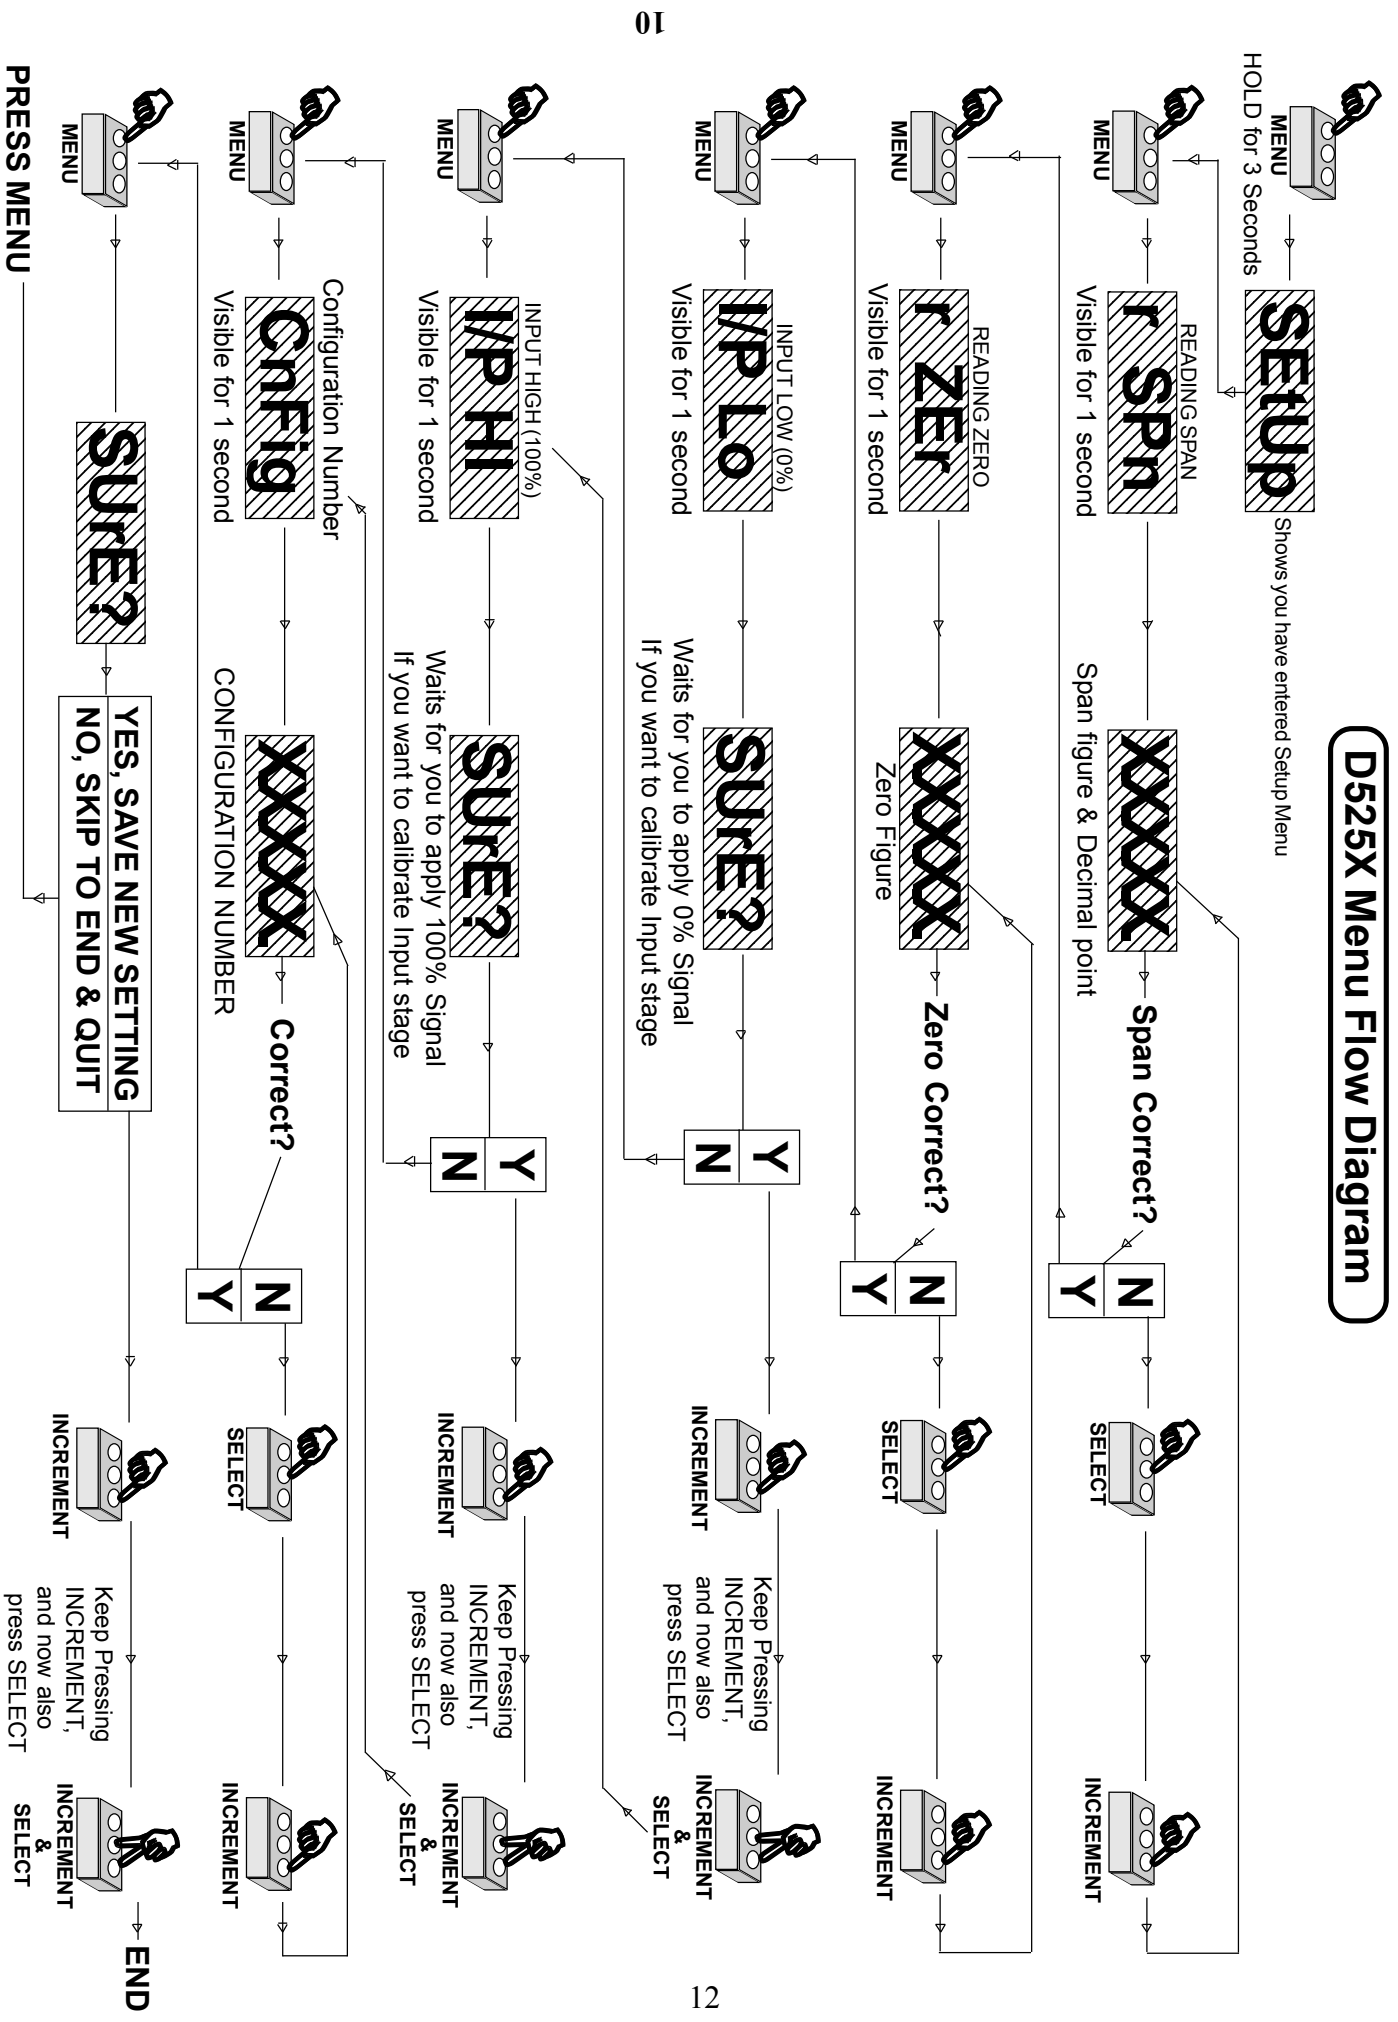 10
D525X Menu Flow Diagram
MENU
HOLD for 3 Seconds
SEtUp
Shows you have entered Setup Menu
MENU
READING SPAN
r SPn
Visible for 1 second
XXXXX
Span figure & Decimal point
Span Correct?
N
Y
SELECT
INCREMENT
MENU
READING ZERO
r ZEr
Visible for 1 second
XXXXX
Zero Figure
Zero Correct?
N
Y
SELECT
INCREMENT
MENU
INPUT LOW (0%)
I/P Lo
Visible for 1 second
SUrE?
Waits for you to apply 0% Signal
If you want to calibrate Input stage
Y
N
INCREMENT
Keep Pressing
INCREMENT,
and now also
press SELECT
INCREMENT
&
SELECT
MENU
INPUT HIGH (100%)
I/P HI
Visible for 1 second
SUrE?
Waits for you to apply 100% Signal
If you want to calibrate Input stage
Y
N
INCREMENT
Keep Pressing
INCREMENT,
and now also
press SELECT
INCREMENT
&
SELECT
MENU
Configuration Number
CnFig
Visible for 1 second
XXXXX
CONFIGURATION NUMBER
Correct?
N
Y
SELECT
INCREMENT
MENU
SUrE?
YES, SAVE NEW SETTING
NO, SKIP TO END & QUIT
INCREMENT
Keep Pressing
INCREMENT,
and now also
press SELECT
INCREMENT
&
SELECT
END
PRESS MENU
12